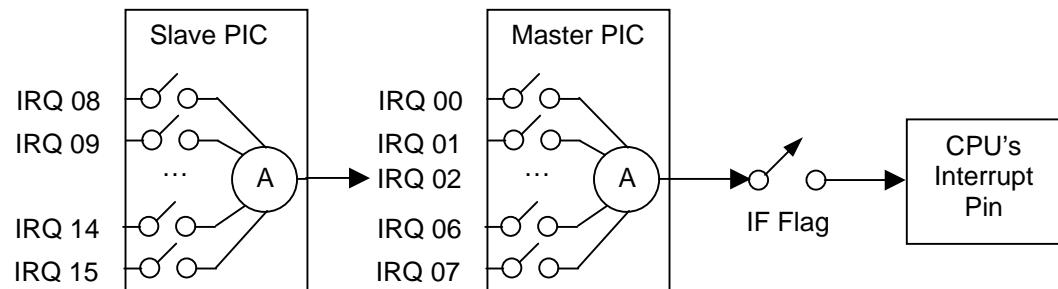 Slave PIC
IRQ 08
IRQ 09
...
IRQ 14
IRQ 15
A
Master PIC
IRQ 00
IRQ 01
IRQ 02
...
IRQ 06
IRQ 07
A
IF Flag
CPU's
Interrupt
Pin